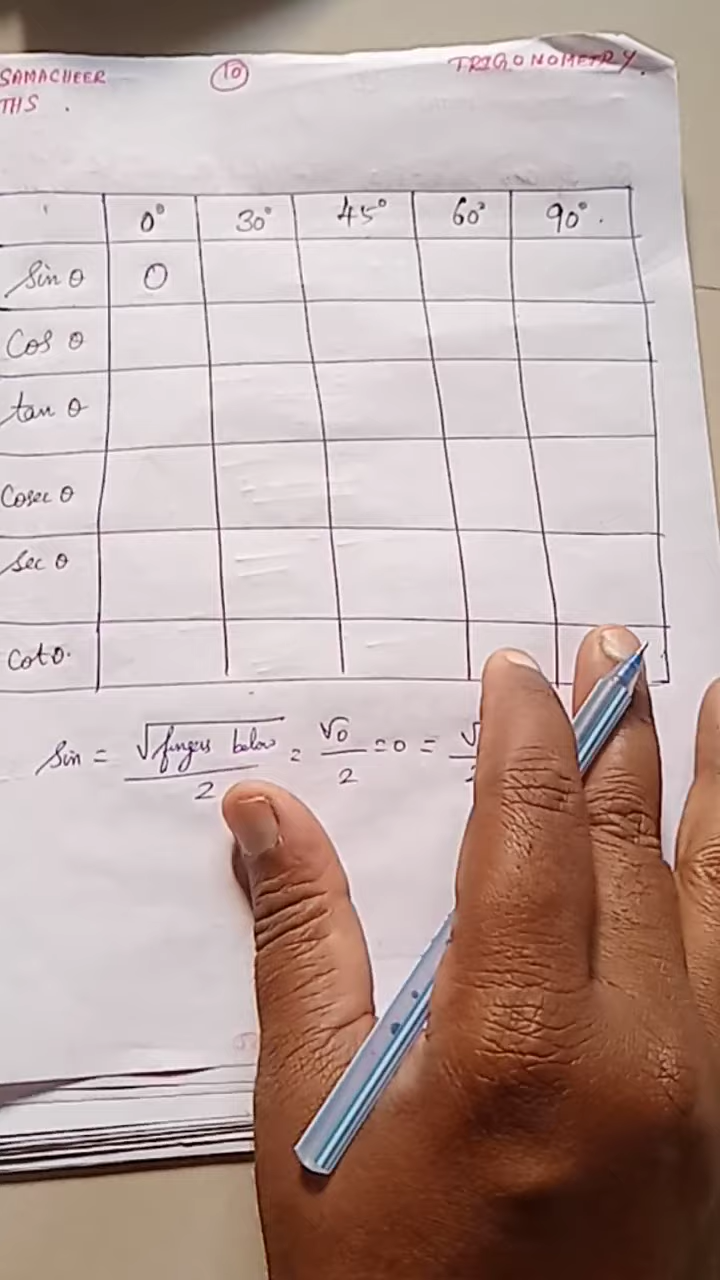 SAMACHEER 10 TRIGONOMETRY.
THS .
0° 30° 45° 60° 90° .
Sin θ 0
Cos θ
tan θ
Cosec θ
Sec θ
Cot θ.
Sin = √fingers below / 2 = √0 / 2 = 0 = √